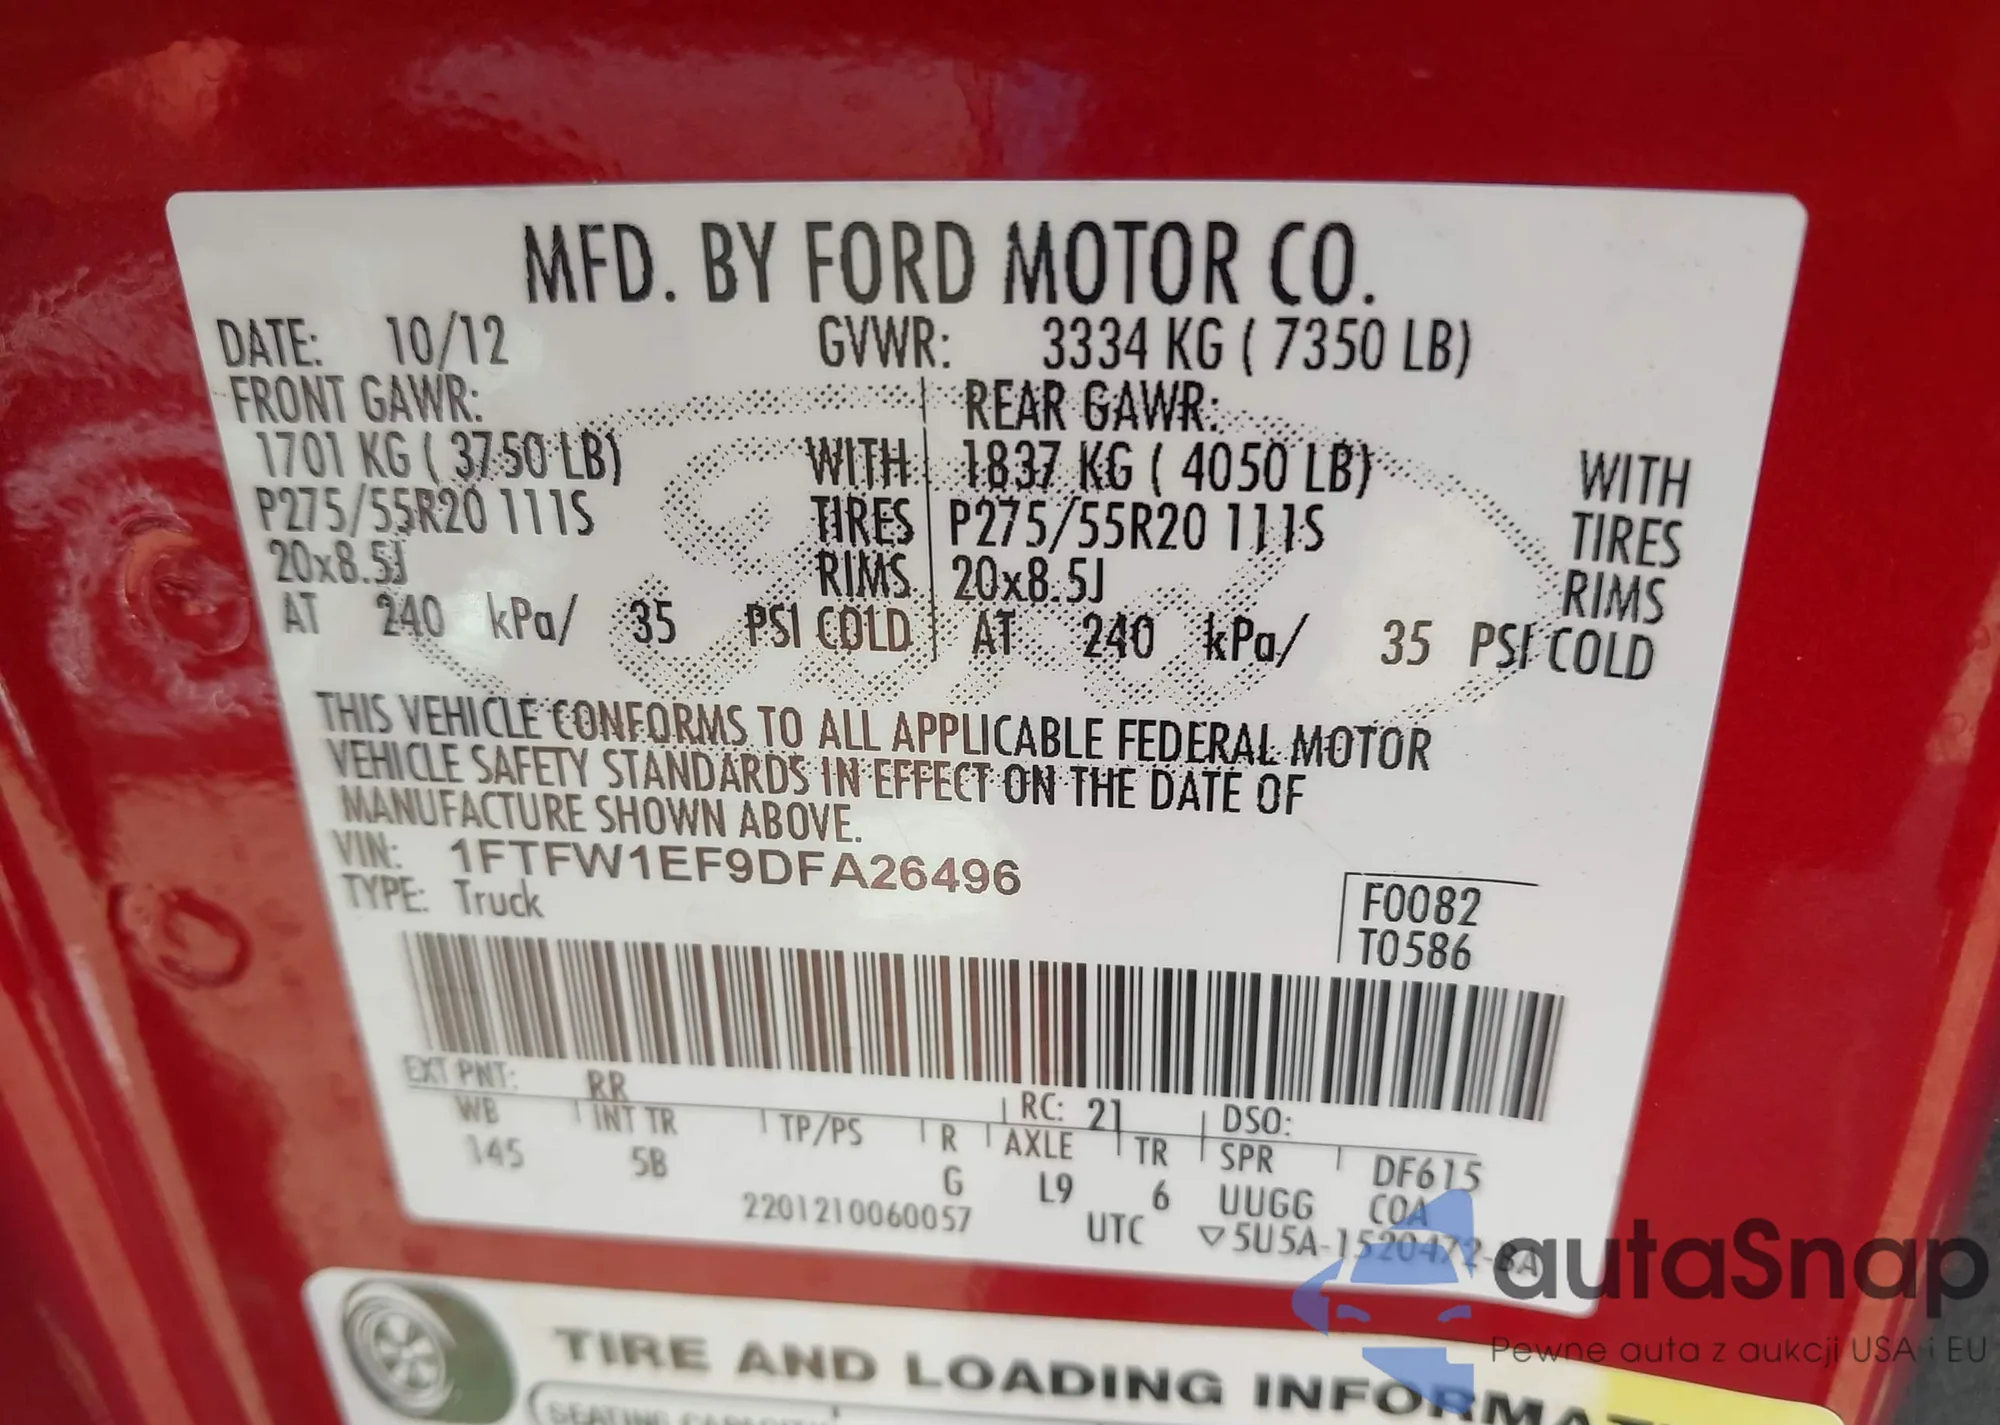 MFD. BY FORD MOTOR CO.
DATE: 10/12 GVWR: 3334 KG ( 7350 LB)
FRONT GAWR: REAR GAWR:
1701 KG ( 3750 LB) WITH 1837 KG ( 4050 LB) WITH
P275/55R20 111S TIRES P275/55R20 111S TIRES
20x8.5J RIMS 20x8.5J RIMS
AT 240 kPa/ 35 PSI COLD AT 240 kPa/ 35 PSI COLD
THIS VEHICLE CONFORMS TO ALL APPLICABLE FEDERAL MOTOR
VEHICLE SAFETY STANDARDS IN EFFECT ON THE DATE OF
MANUFACTURE SHOWN ABOVE.
VIN: 1FTFW1EF9DFA26496
TYPE: Truck
F0082
T0586
EXT PNT: RR RC: 21 DSO:
WB INT TR TP/PS R AXLE TR SPR DF615
145 5B G L9 6 UUGG COA
2201210060057 UTC ▽5U5A-1520472-BA
autaSnap
Pewne auta z aukcji USA i EU
TIRE AND LOADING
SEATING CAPACITY